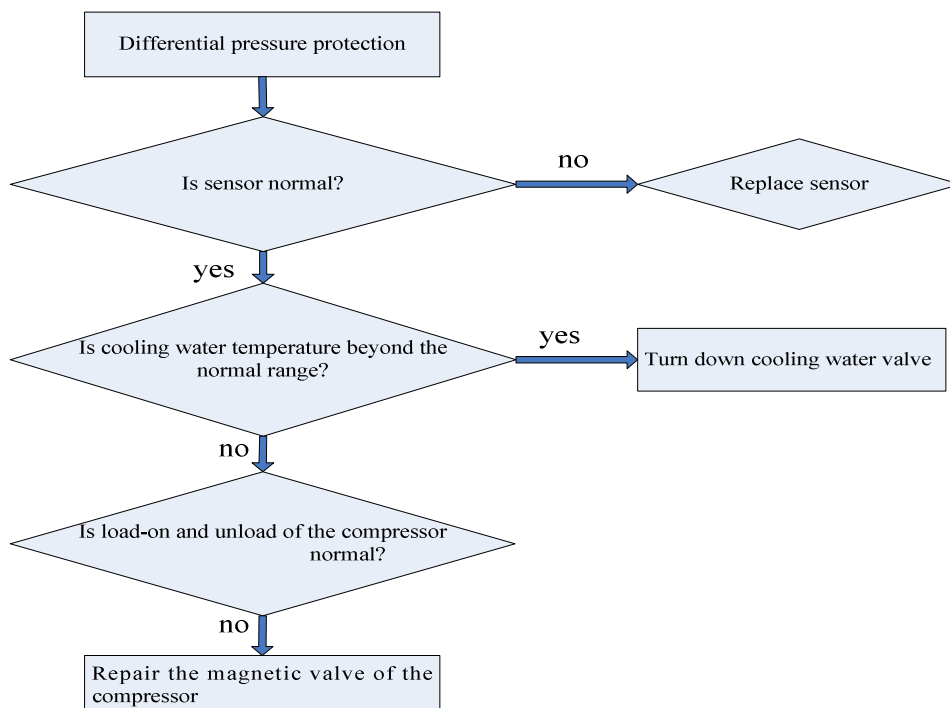 Differential pressure protection
Is sensor normal?
no
Replace sensor
yes
Is cooling water temperature beyond the
normal range?
yes
Turn down cooling water valve
no
Is load-on and unload of the compressor
normal?
no
Repair the magnetic valve of the
compressor